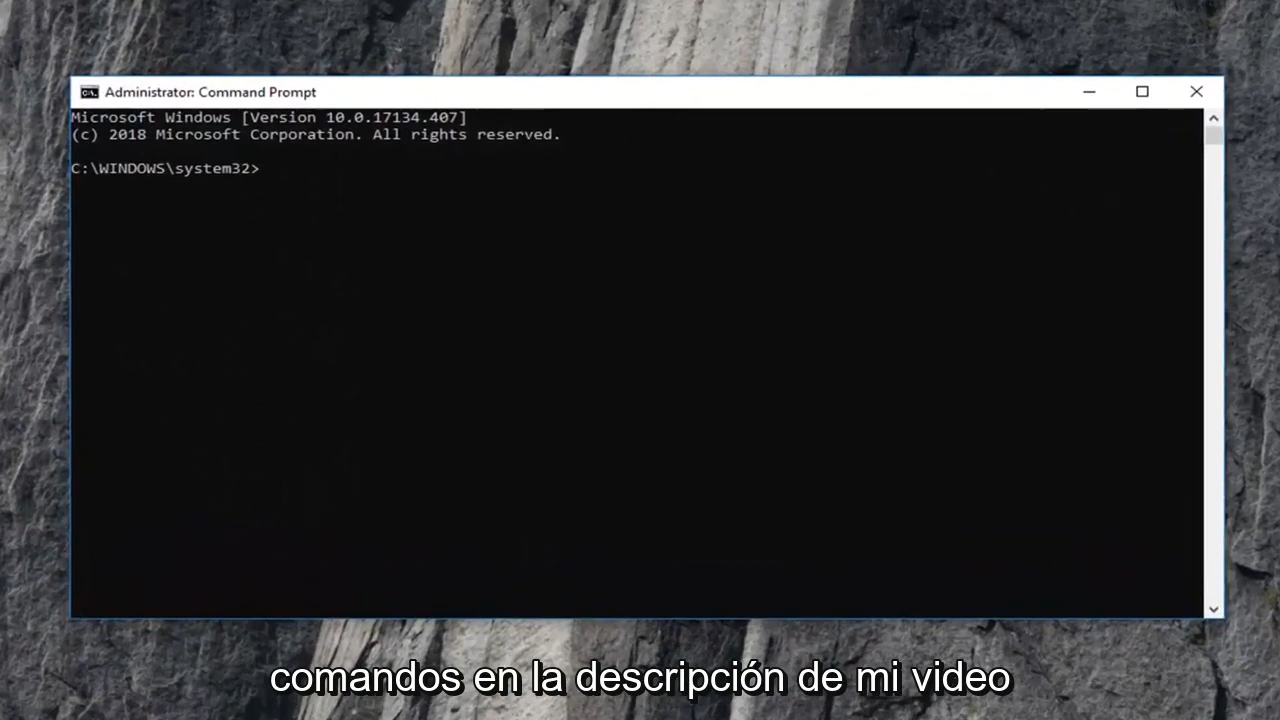 Administrator: Command Prompt
Microsoft Windows [Version 10.0.17134.407]
(c) 2018 Microsoft Corporation. All rights reserved.
C:\WINDOWS\system32>
comandos en la descripción de mi video